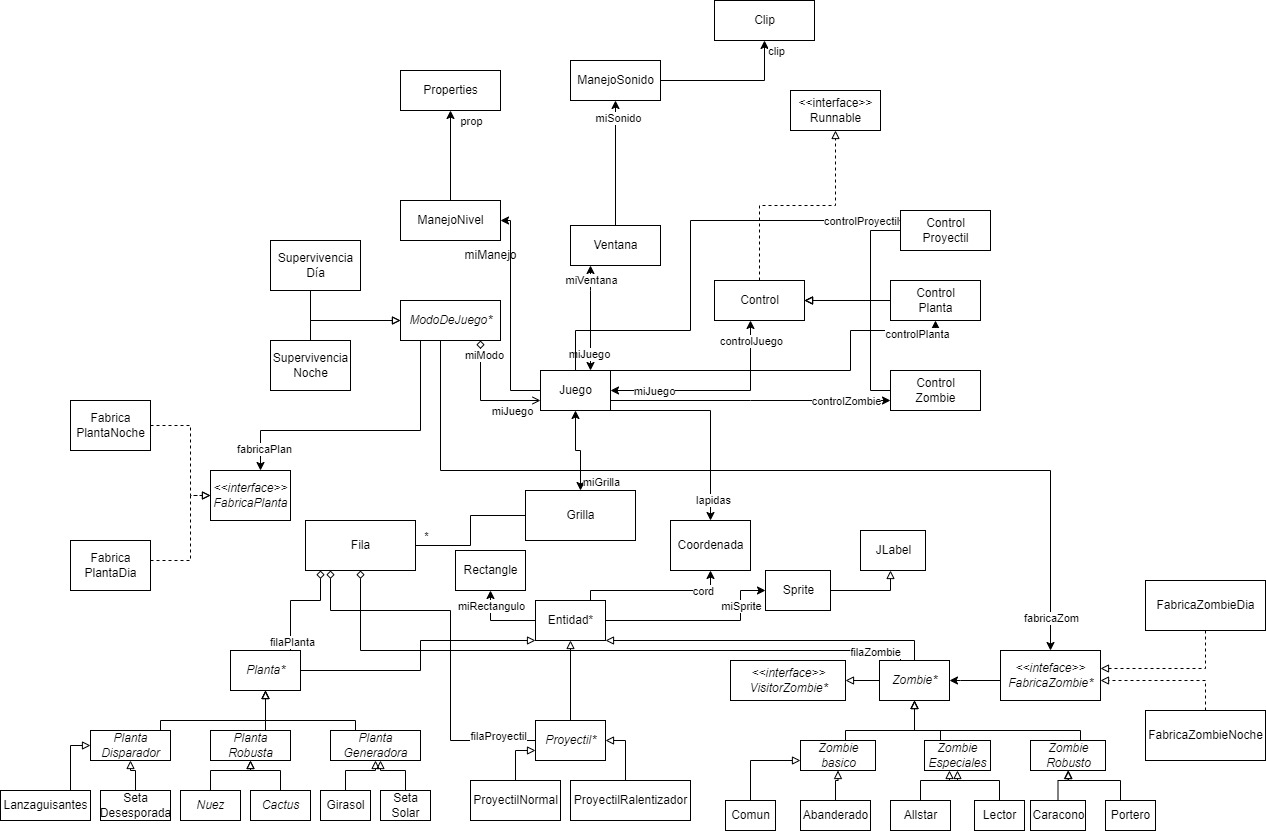 Clip
clip
ManejoSonido
Properties
prop
miSonido
<<interface>>
Runnable
ManejoNivel
miManejo
Ventana
miVentana
controlProyectil
Control
Proyectil
Supervivencia
Día
Control
Control
Planta
controlPlanta
controlJuego
ModoDeJuego*
miModo
miJuego
Supervivencia
Noche
Juego
miJuego
miJuego
controlZombie
Control
Zombie
Fabrica
PlantaNoche
fabricaPlan
<<interface>>
FabricaPlanta
miGrilla
Grilla
lapidas
Fila
*
Coordenada
JLabel
Fabrica
PlantaDia
Rectangle
miRectangulo
cord
Sprite
miSprite
Entidad*
FabricaZombieDia
fabricaZom
filaPlanta
Planta*
filaZombie
<<interface>>
VisitorZombie*
Zombie*
<<inteface>>
FabricaZombie*
FabricaZombieNoche
Planta
Disparador
Planta
Robusta
Planta
Generadora
filaProyectil
Proyectil*
Zombie
basico
Zombie
Especiales
Zombie
Robusto
Lanzaguisantes
Seta
Desesporada
Nuez
Cactus
Girasol
Seta
Solar
ProyectilNormal
ProyectilRalentizador
Comun
Abanderado
Allstar
Lector
Caracono
Portero